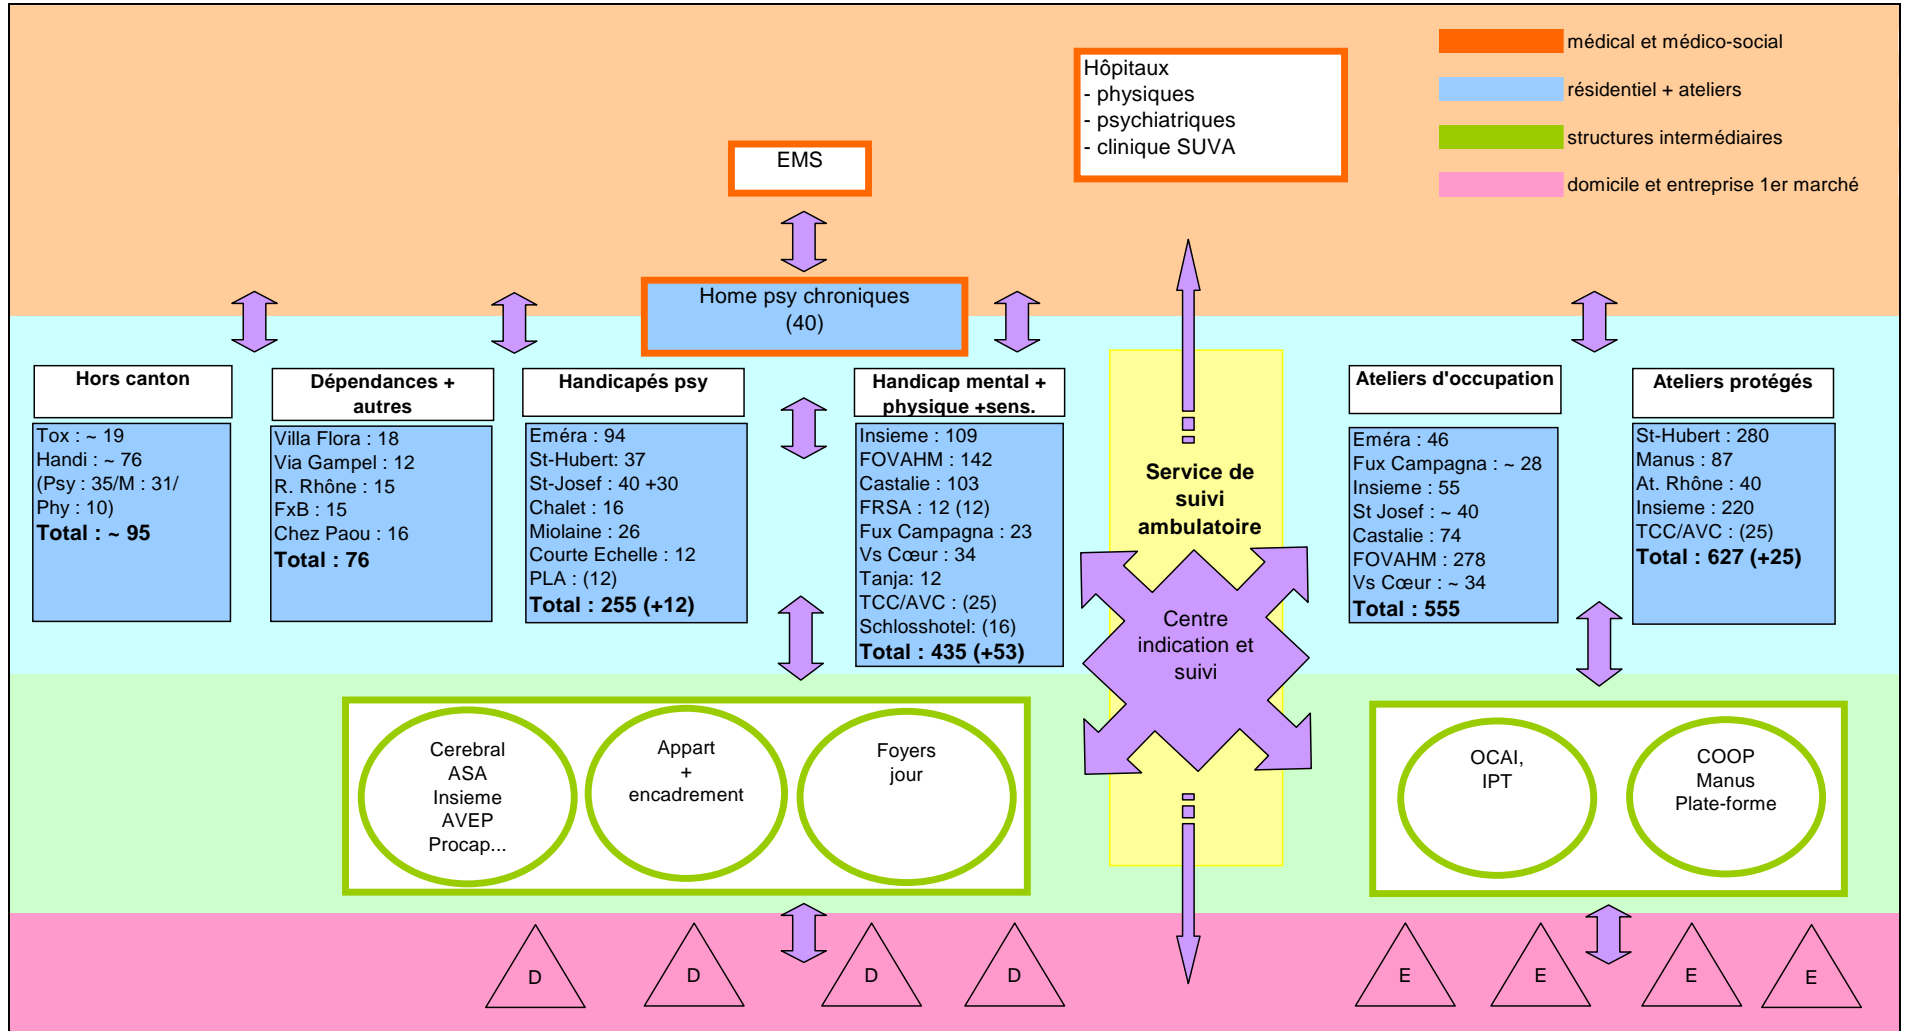 médical et médico-social
résidentiel + ateliers
structures intermédiaires
domicile et entreprise 1er marché
Hôpitaux
- physiques
- psychiatriques
- clinique SUVA
EMS
Home psy chroniques
(40)
Hors canton
Tox : ~ 19
Handi : ~ 76
(Psy : 35/M : 31/
Phy : 10)
Total : ~ 95
Dépendances +
autres
Villa Flora : 18
Via Gampel : 12
R. Rhône : 15
FxB : 15
Chez Paou : 16
Total : 76
Handicapés psy
Eméra : 94
St-Hubert: 37
St-Josef : 40 +30
Chalet : 16
Miolaine : 26
Courte Echelle : 12
PLA : (12)
Total : 255 (+12)
Handicap mental +
physique +sens.
Insieme : 109
FOVAHM : 142
Castalie : 103
FRSA : 12 (12)
Fux Campagna : 23
Vs Cœur : 34
Tanja: 12
TCC/AVC : (25)
Schlosshotel: (16)
Total : 435 (+53)
Service de
suivi
ambulatoire
Centre
indication et
suivi
Ateliers d'occupation
Eméra : 46
Fux Campagna : ~ 28
Insieme : 55
St Josef : ~ 40
Castalie : 74
FOVAHM : 278
Vs Cœur : ~ 34
Total : 555
Ateliers protégés
St-Hubert : 280
Manus : 87
At. Rhône : 40
Insieme : 220
TCC/AVC : (25)
Total : 627 (+25)
Cerebral
ASA
Insieme
AVEP
Procap...
Appart
+
encadrement
Foyers
jour
OCAI,
IPT
COOP
Manus
Plate-forme
D
D
D
D
E
E
E
E